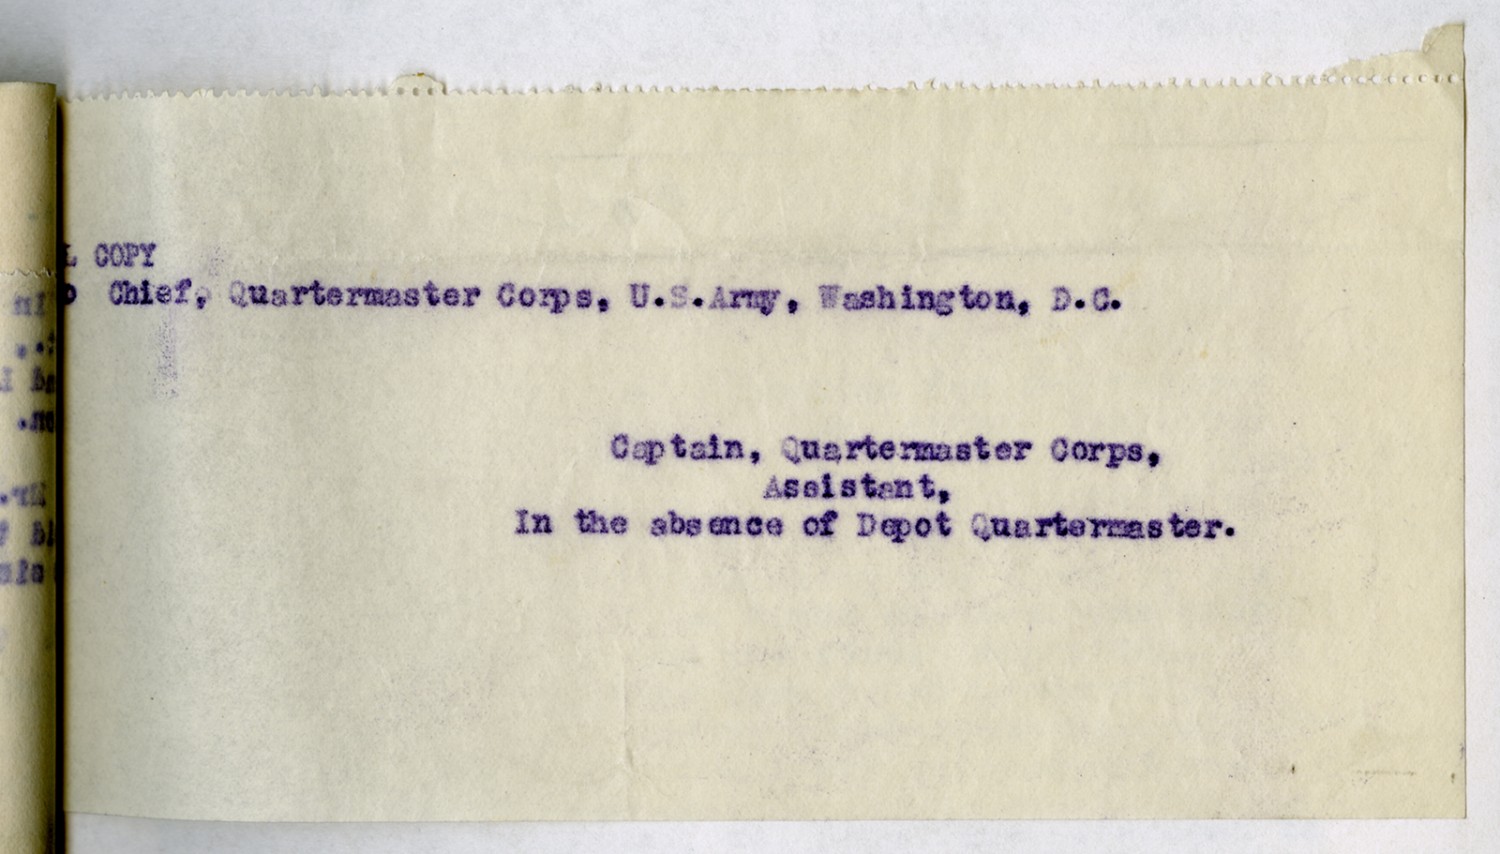 L COPY
o Chief, Quartermaster Corps, U.S.Army, Washington, D.C.
Captain, Quartermaster Corps,
Assistant,
In the absence of Depot Quartermaster.